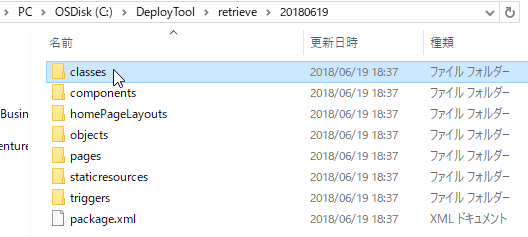 PC > OSDisk (C:) > DeployTool > retrieve > 20180619
名前 更新日時 種類
classes 2018/06/19 18:37 ファイル フォルダー
components 2018/06/19 18:37 ファイル フォルダー
Busin homePageLayouts 2018/06/19 18:37 ファイル フォルダー
objects 2018/06/19 18:37 ファイル フォルダー
enture pages 2018/06/19 18:37 ファイル フォルダー
staticresources 2018/06/19 18:37 ファイル フォルダー
triggers 2018/06/19 18:37 ファイル フォルダー
package.xml 2018/06/19 18:37 XML ドキュメント